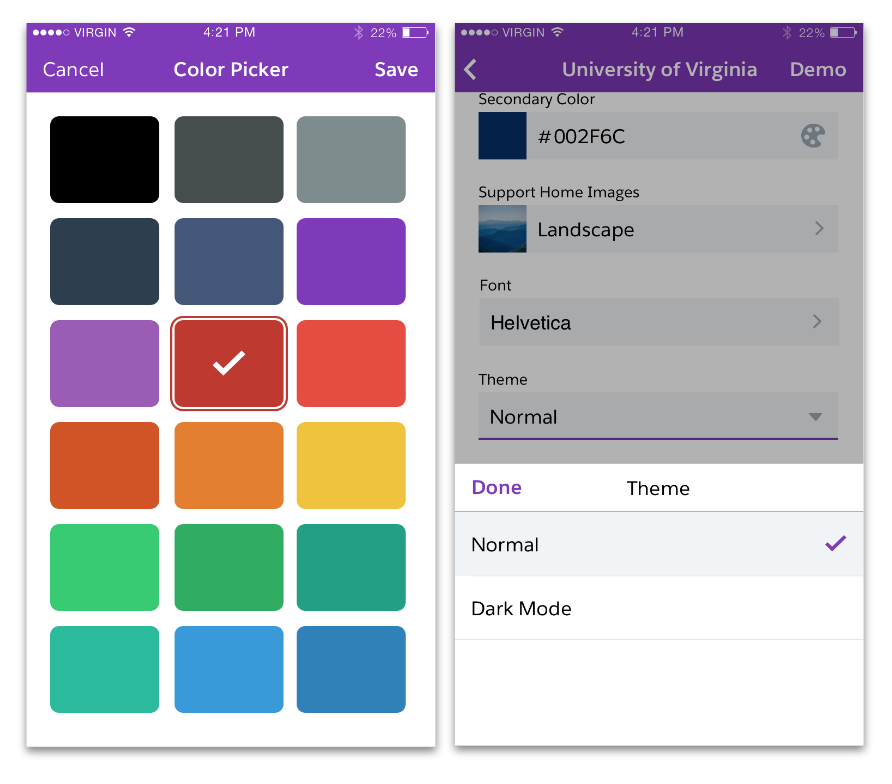 VIRGIN 4:21 PM 22%
Cancel Color Picker Save
VIRGIN 4:21 PM 22%
University of Virginia Demo
Secondary Color
#002F6C
Support Home Images
Landscape
Font
Helvetica
Theme
Normal
Done Theme
Normal
Dark Mode